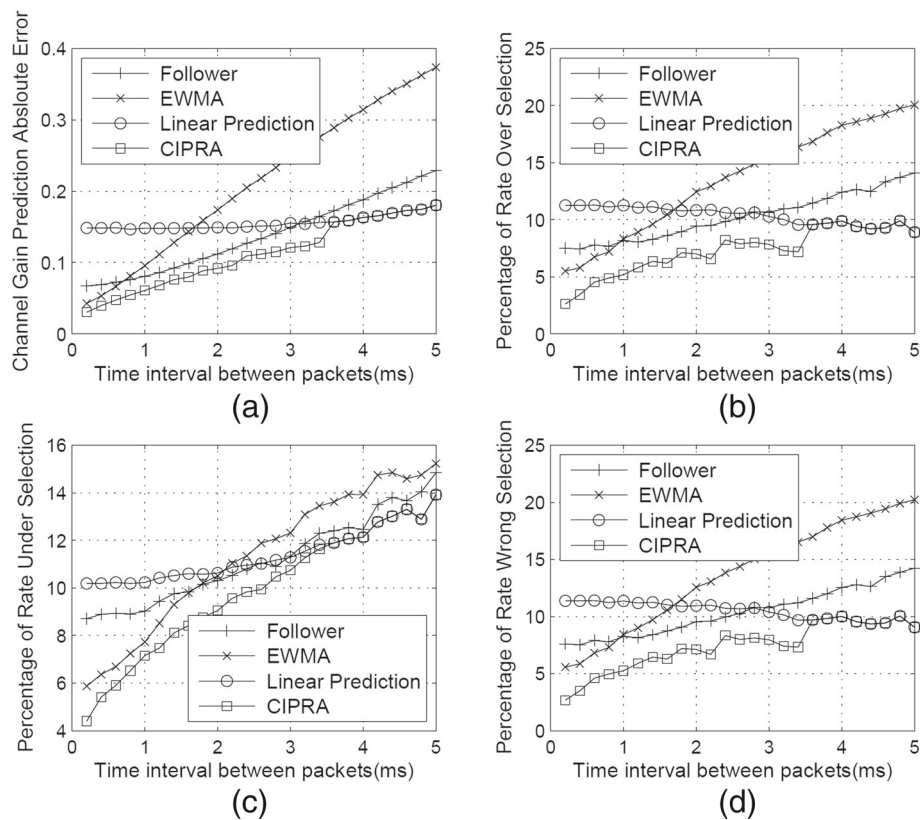 Channel Gain Prediction Absloute Error
0.4
0.3
0.2
0.1
0
Follower
EWMA
Linear Prediction
CIPRA
0 1 2 3 4 5
Time interval between packets(ms)
(a)
Percentage of Rate Over Selection
25
20
15
10
5
0
Follower
EWMA
Linear Prediction
CIPRA
0 1 2 3 4 5
Time interval between packets(ms)
(b)
Percentage of Rate Under Selection
16
14
12
10
8
6
4
Follower
EWMA
Linear Prediction
CIPRA
0 1 2 3 4 5
Time interval between packets(ms)
(c)
Percentage of Rate Wrong Selection
25
20
15
10
5
0
Follower
EWMA
Linear Prediction
CIPRA
0 1 2 3 4 5
Time interval between packets(ms)
(d)